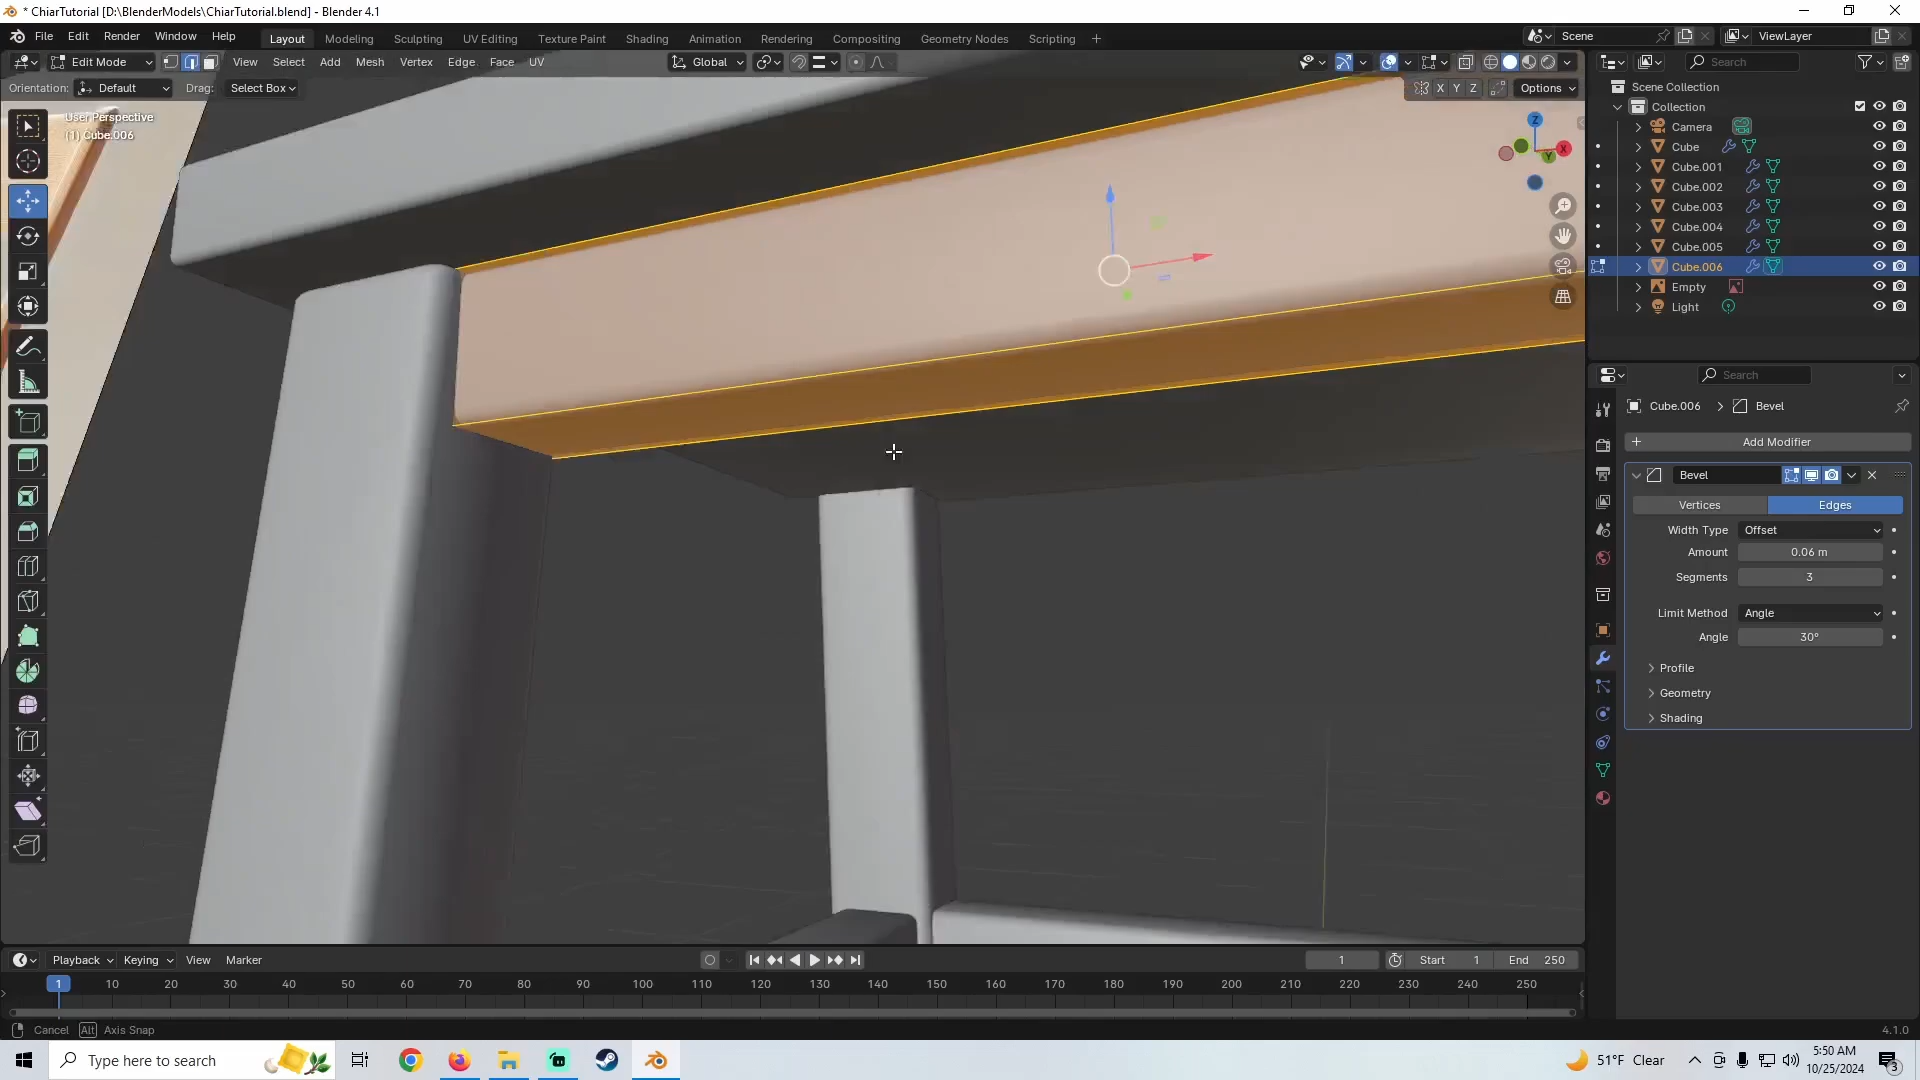 * ChiarTutorial [D:\BlenderModels\ChiarTutorial.blend] - Blender 4.1
File Edit Render Window Help Layout Modeling Sculpting UV Editing Texture Paint Shading Animation Rendering Compositing Geometry Nodes Scripting + Scene ViewLayer
Edit Mode View Select Add Mesh Vertex Edge Face UV Global Search
Orientation: Default Drag: Select Box X Y Z Options
User Perspective
(1) Cube.006
Z
X
Y
Scene Collection
Collection
Camera
Cube
Cube.001
Cube.002
Cube.003
Cube.004
Cube.005
Cube.006
Empty
Light
Search
Cube.006 > Bevel
+ Add Modifier
Bevel
Vertices Edges
Width Type Offset
Amount 0.06 m
Segments 3
Limit Method Angle
Angle 30°
Profile
Geometry
Shading
Playback Keying View Marker 1 Start 1 End 250
1 10 20 30 40 50 60 70 80 90 100 110 120 130 140 150 160 170 180 190 200 210 220 230 240 250
Cancel Alt Axis Snap 4.1.0
Type here to search 51°F Clear 5:50 AM
10/25/2024
3